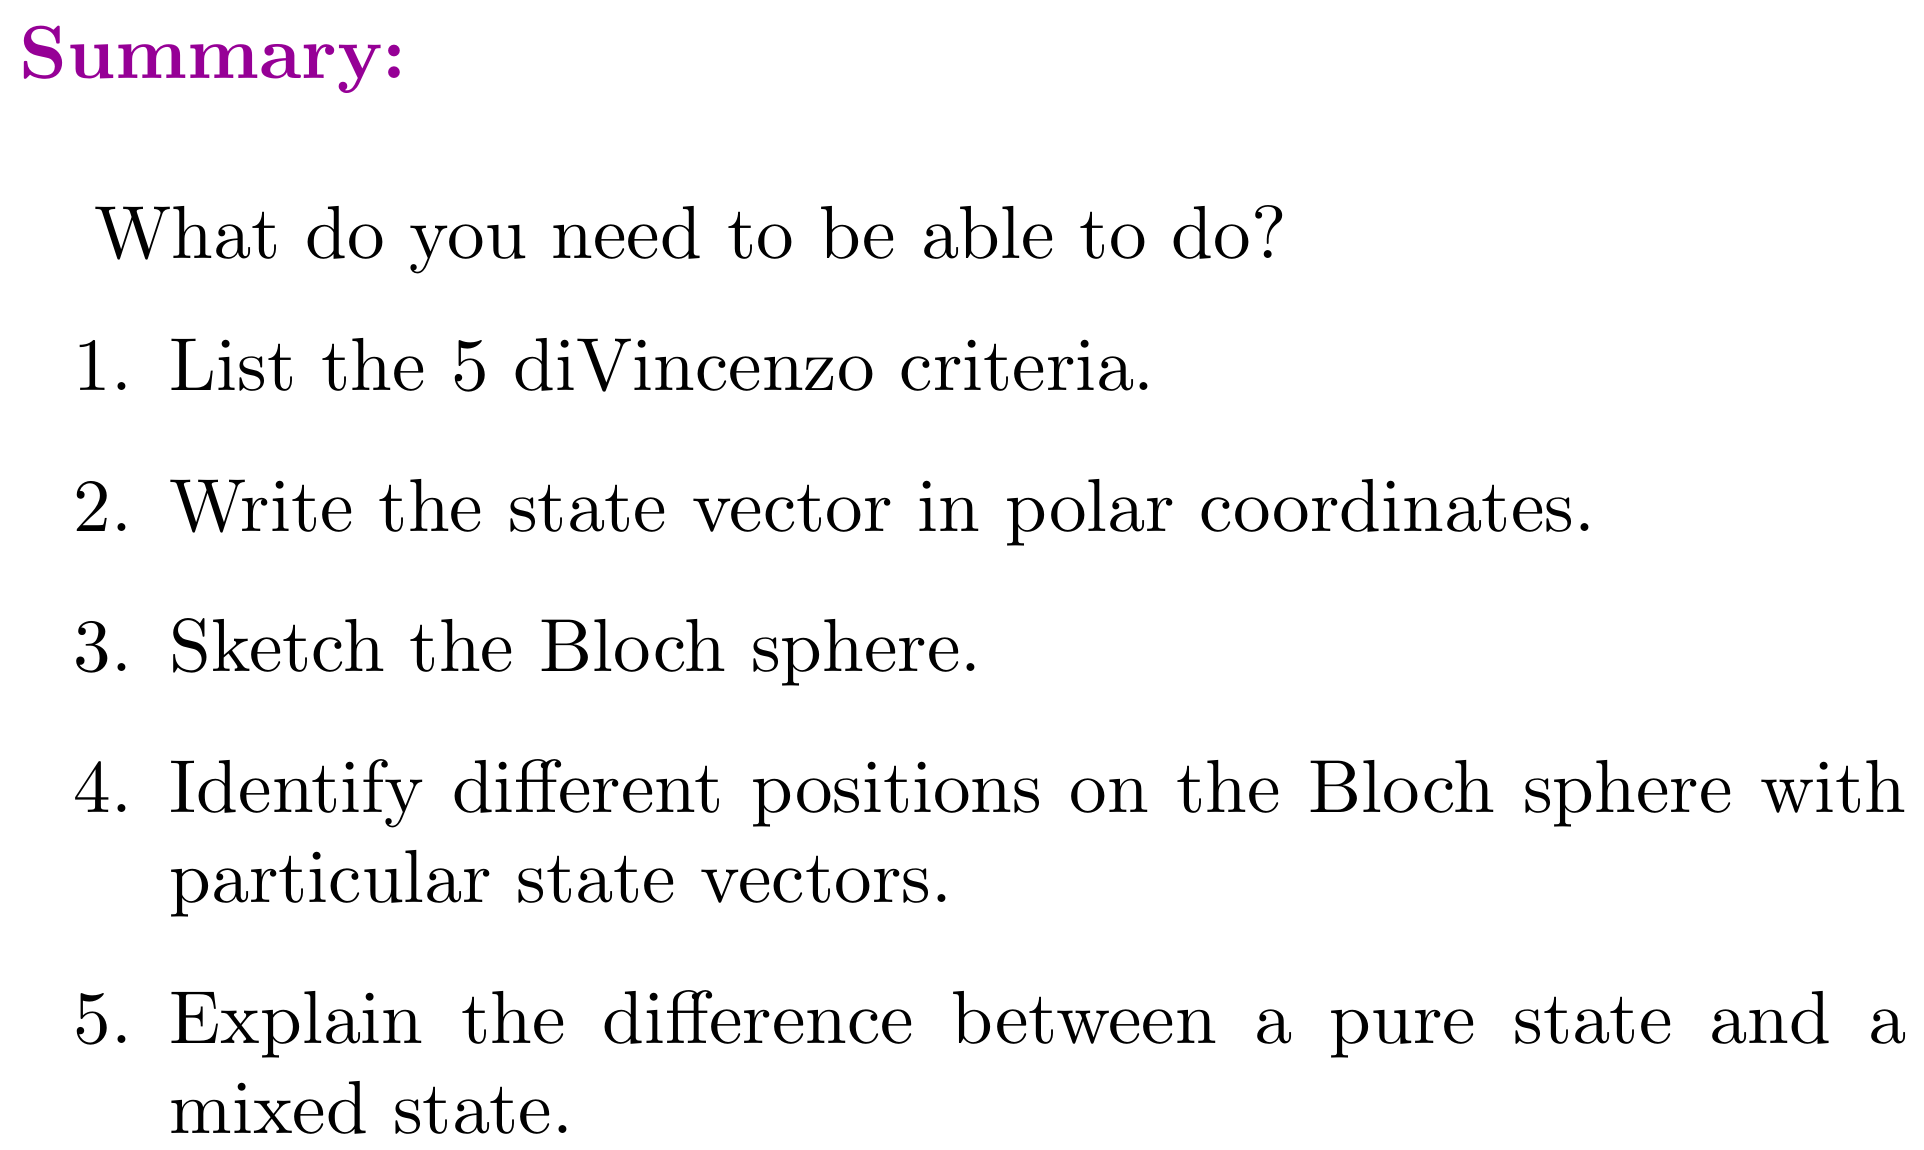 Summary:
What do you need to be able to do?
1. List the 5 diVincenzo criteria.
2. Write the state vector in polar coordinates.
3. Sketch the Bloch sphere.
4. Identify different positions on the Bloch sphere with
particular state vectors.
5. Explain the difference between a pure state and a
mixed state.